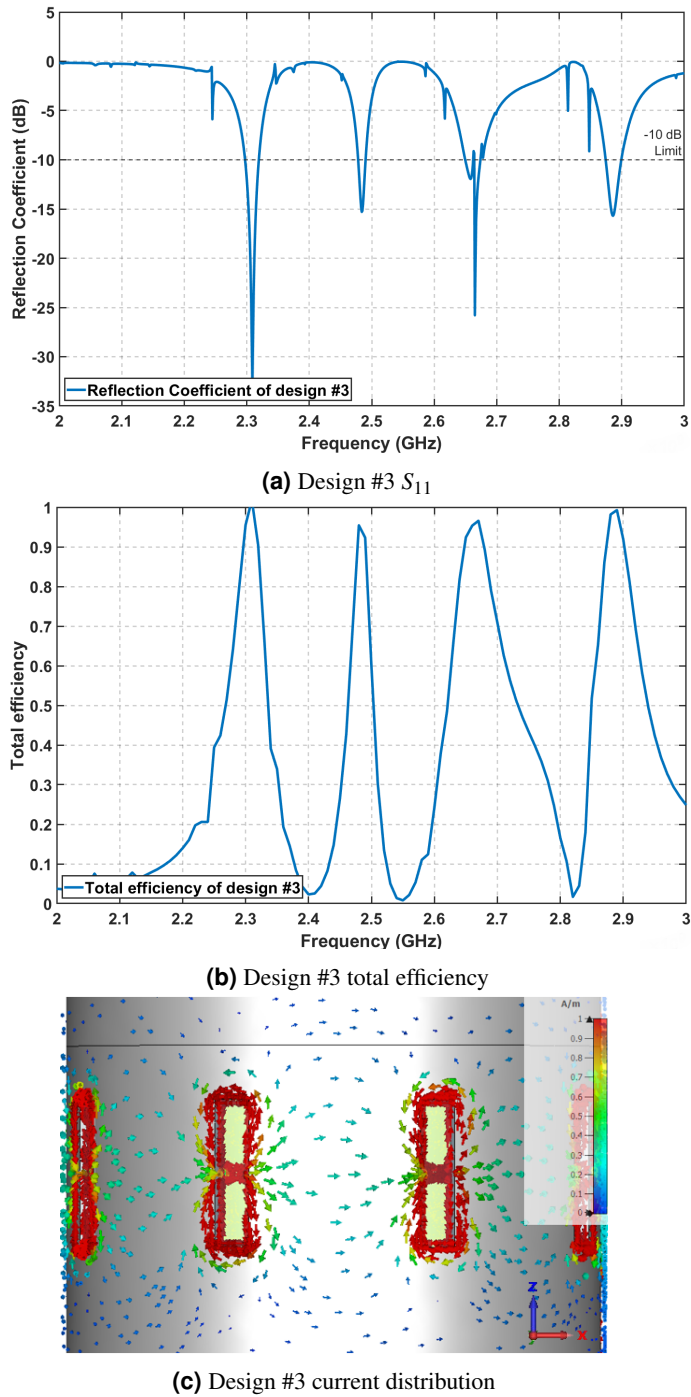 5
0
-5
-10
-15
-20
-25
-30
-35
Reflection Coefficient (dB)
-10 dB
Limit
Reflection Coefficient of design #3
2 2.1 2.2 2.3 2.4 2.5 2.6 2.7 2.8 2.9 3
Frequency (GHz)
(a) Design #3 S11
1
0.9
0.8
0.7
0.6
0.5
0.4
0.3
0.2
0.1
0
Total efficiency
Total efficiency of design #3
2 2.1 2.2 2.3 2.4 2.5 2.6 2.7 2.8 2.9 3
Frequency (GHz)
(b) Design #3 total efficiency
A/m
1
0.9
0.8
0.7
0.6
0.5
0.4
0.3
0.2
0.1
0
z
x
(c) Design #3 current distribution